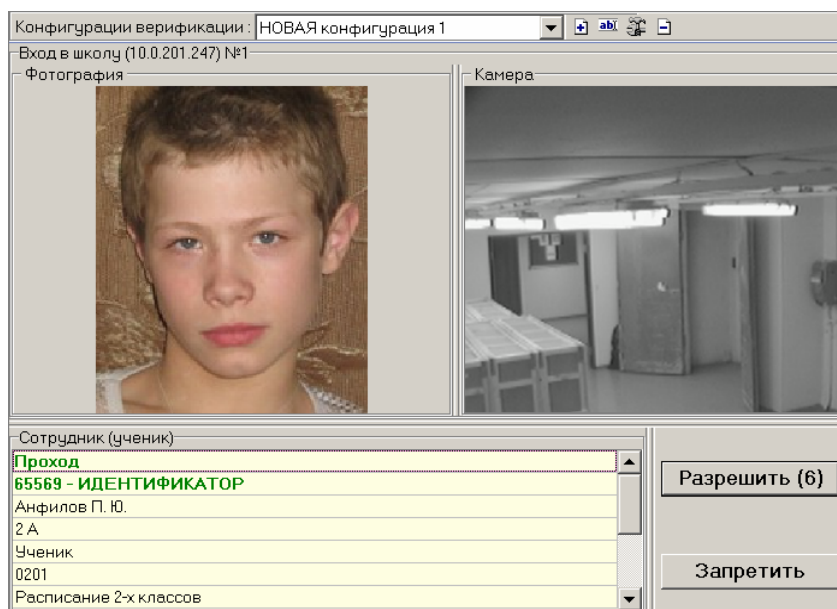 Конфигурации верификации : НОВАЯ конфигурация 1
abl
Вход в школу (10.0.201.247) №1
Фотография
Камера
Сотрудник (ученик)
Проход
65569 - ИДЕНТИФИКАТОР
Анфилов П. Ю.
2 А
Ученик
0201
Расписание 2-х классов
Разрешить (6)
Запретить